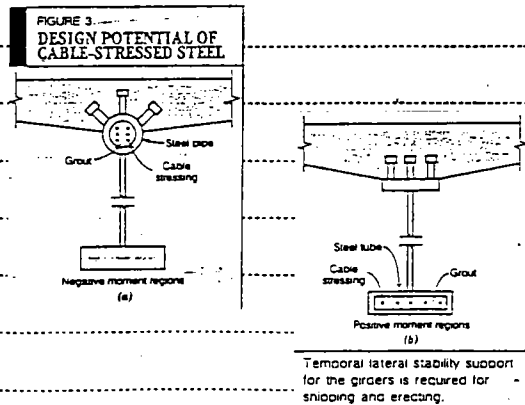 FIGURE 3.
DESIGN POTENTIAL OF
CABLE-STRESSED STEEL
Steel pipe
Grout
Cable
stressing
Negative moment regions
(a)
Steel tube
Cable
stressing
Grout
Positive moment regions
(b)
Temporal lateral stability support
for the girders is required for
shipping and erecting.